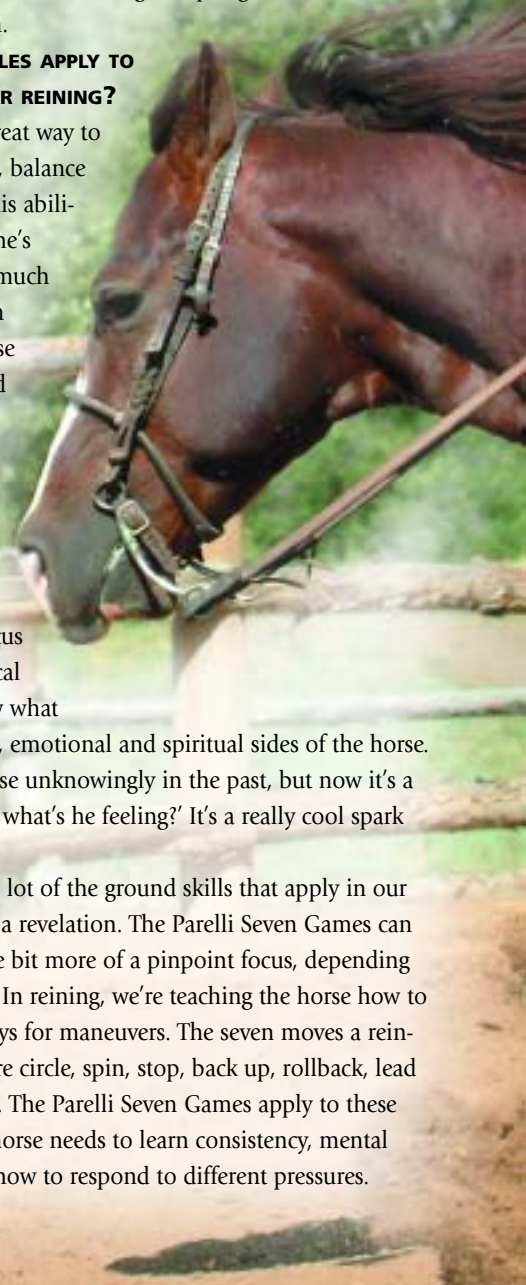 n.
LES APPLY TO
R REINING?
reat way to
, balance
is abili-
he's
much
n
se
d
cus
cal
y what
, emotional and spiritual sides of the horse.
se unknowingly in the past, but now it's a
what's he feeling?' It's a really cool spark
lot of the ground skills that apply in our
a revelation. The Parelli Seven Games can
e bit more of a pinpoint focus, depending
In reining, we're teaching the horse how to
ys for maneuvers. The seven moves a rein-
re circle, spin, stop, back up, rollback, lead
. The Parelli Seven Games apply to these
horse needs to learn consistency, mental
how to respond to different pressures.